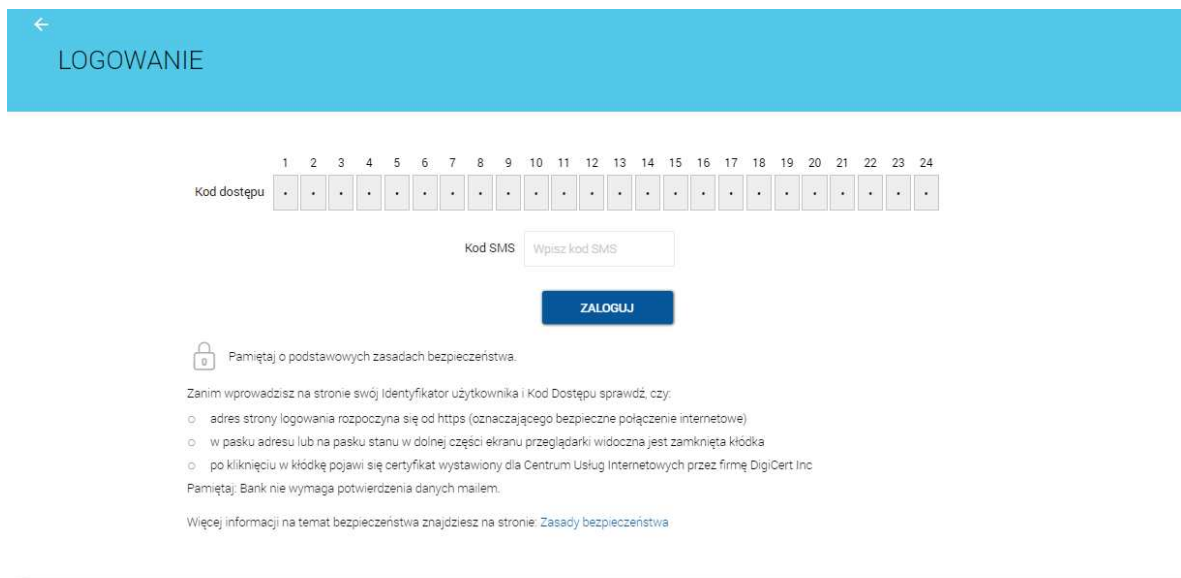 LOGOWANIE
1 2 3 4 5 6 7 8 9 10 11 12 13 14 15 16 17 18 19 20 21 22 23 24
Kod dostępu • • • • • • • • • • • • • • • • • • • • • • • •
Kod SMS Wpisz kod SMS
ZALOGUJ
Pamiętaj o podstawowych zasadach bezpieczeństwa.
Zanim wprowadzisz na stronie swój Identyfikator użytkownika i Kod Dostępu sprawdź, czy:
○ adres strony logowania rozpoczyna się od https (oznaczającego bezpieczne połączenie internetowe)
○ w pasku adresu lub na pasku stanu w dolnej części ekranu przeglądarki widoczna jest zamknięta kłódka
○ po kliknięciu w kłódkę pojawi się certyfikat wystawiony dla Centrum Usług Internetowych przez firmę DigiCert Inc
Pamiętaj: Bank nie wymaga potwierdzenia danych mailem.
Więcej informacji na temat bezpieczeństwa znajdziesz na stronie: Zasady bezpieczeństwa